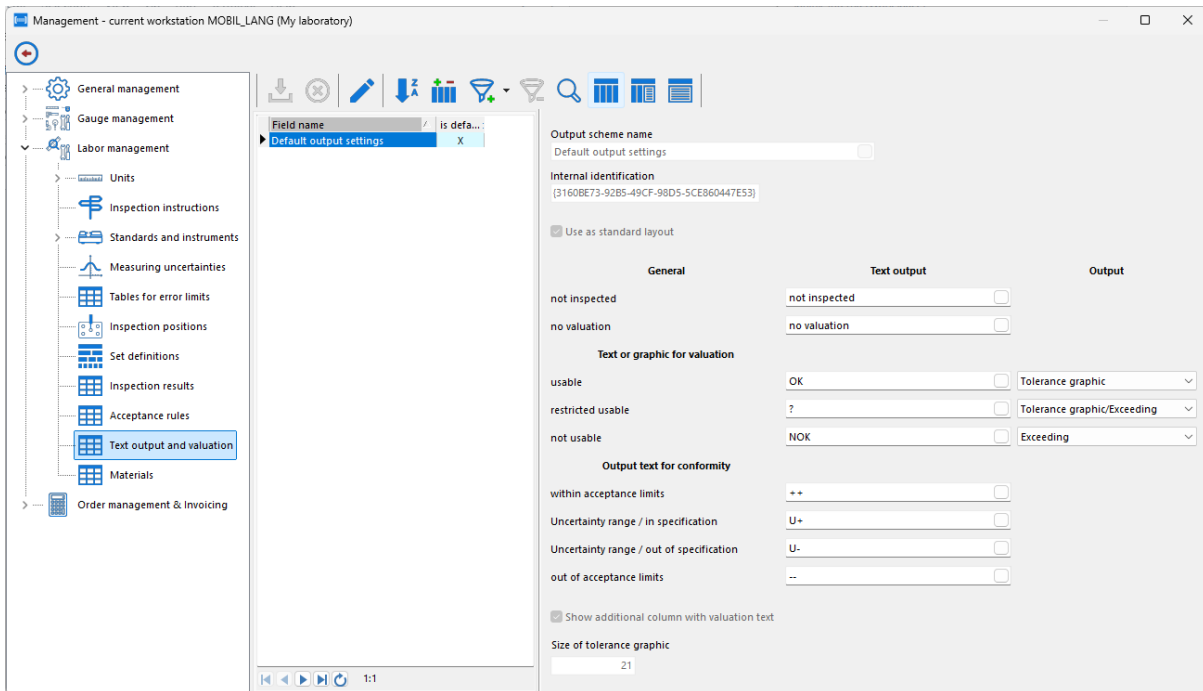 Management - current workstation MOBIL_LANG (My laboratory)
General management
Gauge management
Labor management
Units
Inspection instructions
Standards and instruments
Measuring uncertainties
Tables for error limits
Inspection positions
Set definitions
Inspection results
Acceptance rules
Text output and valuation
Materials
Order management & Invoicing
Field name is defa...
Default output settings X
1:1
Output scheme name
Default output settings
Internal identification
{3160BE73-92B5-49CF-98D5-5CE860447E53}
Use as standard layout
General Text output Output
not inspected not inspected
no valuation no valuation
Text or graphic for valuation
usable OK Tolerance graphic
restricted usable ? Tolerance graphic/Exceeding
not usable NOK Exceeding
Output text for conformity
within acceptance limits ++
Uncertainty range / in specification U+
Uncertainty range / out of specification U-
out of acceptance limits --
Show additional column with valuation text
Size of tolerance graphic
21